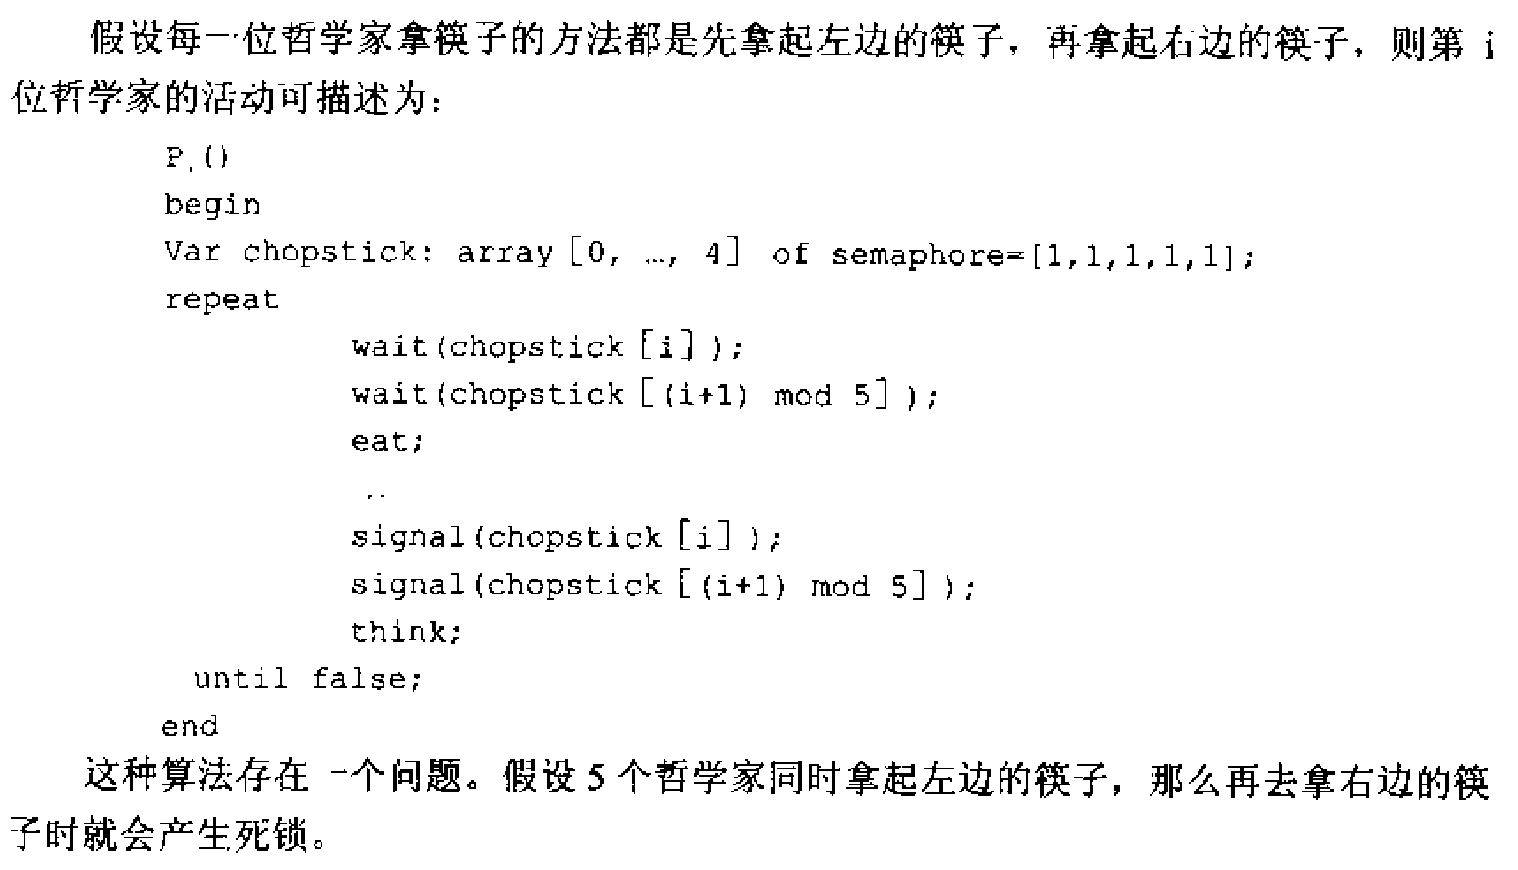 假设每一位哲学家拿筷子的方法都是先拿起左边的筷子，再拿起右边的筷子，则第 i
位哲学家的活动可描述为：
Pi()
begin
Var chopstick: array [0, …, 4] of semaphore=[1,1,1,1,1];
repeat
wait(chopstick [i] );
wait(chopstick [(i+1) mod 5] );
eat;
..
signal(chopstick [i] );
signal(chopstick [(i+1) mod 5] );
think;
until false;
end
这种算法存在一个问题。假设 5 个哲学家同时拿起左边的筷子，那么再去拿右边的筷
子时就会产生死锁。